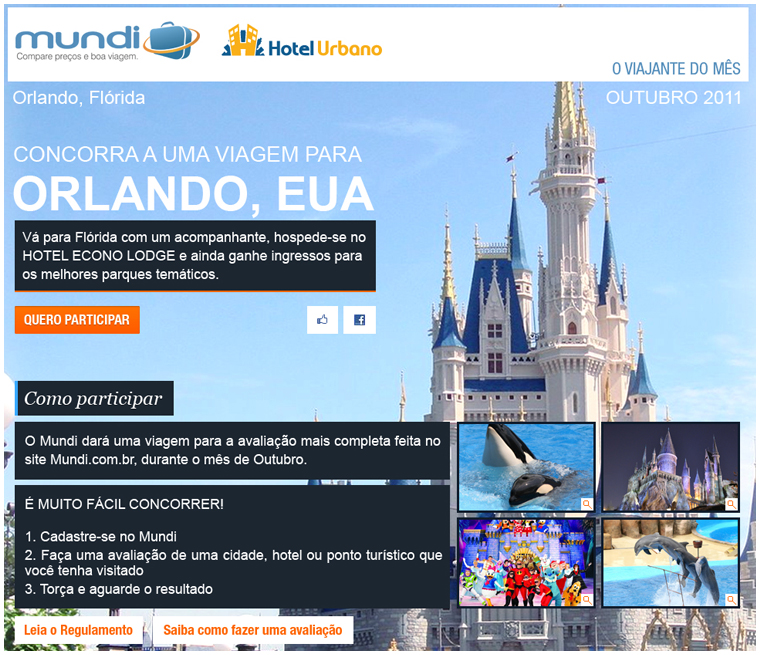 mundi
Compare preços e boa viagem.
Hotel Urbano
O VIAJANTE DO MÊS
Orlando, Flórida
OUTUBRO 2011
CONCORRA A UMA VIAGEM PARA
ORLANDO, EUA
Vá para Flórida com um acompanhante, hospede-se no
HOTEL ECONO LODGE e ainda ganhe ingressos para
os melhores parques temáticos.
QUERO PARTICIPAR
Como participar
O Mundi dará uma viagem para a avaliação mais completa feita no
site Mundi.com.br, durante o mês de Outubro.
É MUITO FÁCIL CONCORRER!
1. Cadastre-se no Mundi
2. Faça uma avaliação de uma cidade, hotel ou ponto turístico que
você tenha visitado
3. Torça e aguarde o resultado
Leia o Regulamento
Saiba como fazer uma avaliação